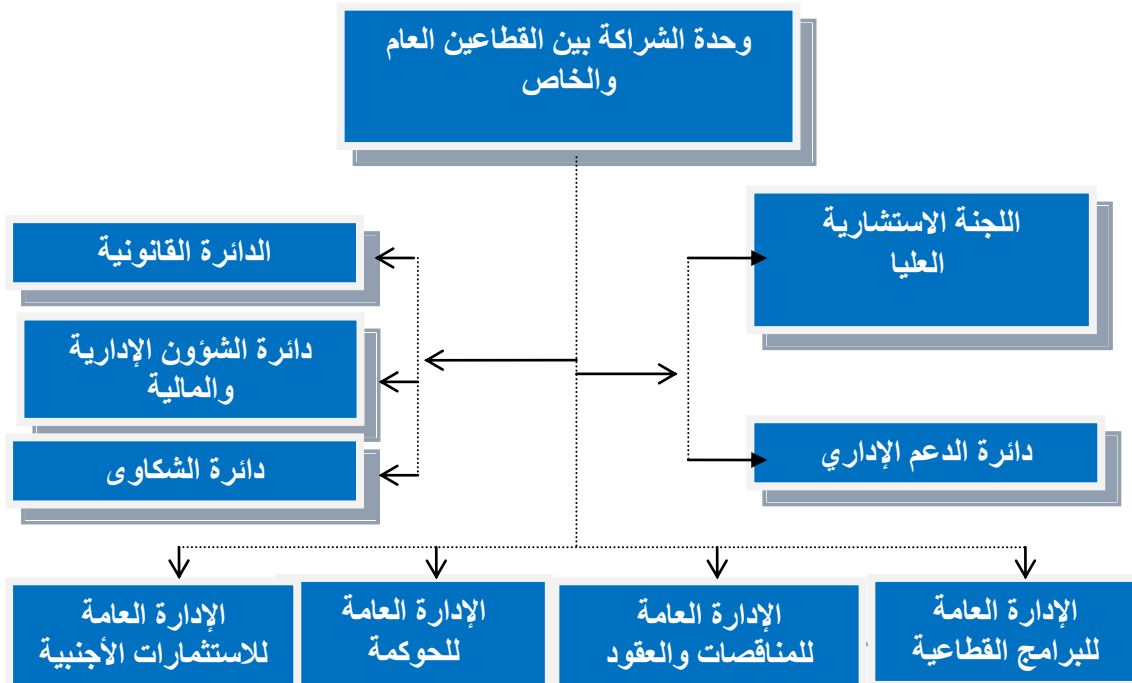 وحدة الشراكة بين القطاعين العام
والخاص
اللجنة الاستشارية
العليا
الدائرة القانونية
دائرة الشؤون الإدارية
والمالية
دائرة الدعم الإداري
دائرة الشكاوى
الإدارة العامة
للبرامج القطاعية
الإدارة العامة
للمناقصات والعقود
الإدارة العامة
للحوكمة
الإدارة العامة
للاستثمارات الأجنبية